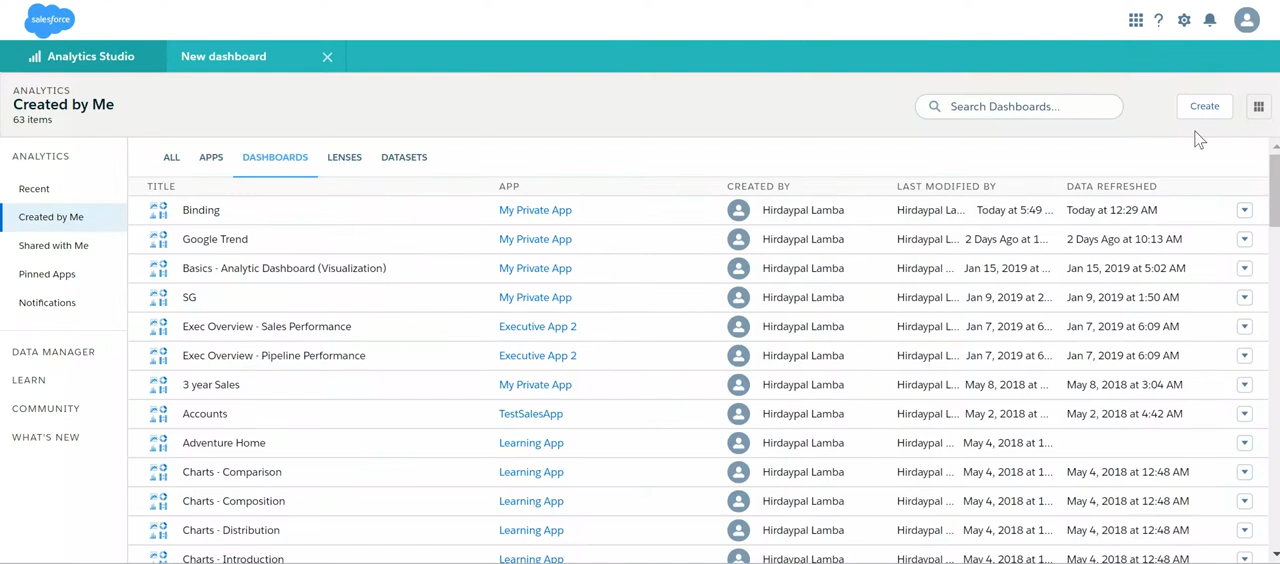 salesforce
Analytics Studio New dashboard
ANALYTICS
Created by Me
63 items
Search Dashboards... Create
ANALYTICS
Recent
Created by Me
Shared with Me
Pinned Apps
Notifications
DATA MANAGER
LEARN
COMMUNITY
WHAT'S NEW
ALL APPS DASHBOARDS LENSES DATASETS
TITLE APP CREATED BY LAST MODIFIED BY DATA REFRESHED
Binding My Private App Hirdaypal Lamba Hirdaypal La... Today at 5:49 ... Today at 12:29 AM
Google Trend My Private App Hirdaypal Lamba Hirdaypal L... 2 Days Ago at 1... 2 Days Ago at 10:13 AM
Basics - Analytic Dashboard (Visualization) My Private App Hirdaypal Lamba Hirdaypal ... Jan 15, 2019 at ... Jan 15, 2019 at 5:02 AM
SG My Private App Hirdaypal Lamba Hirdaypal L... Jan 9, 2019 at 2... Jan 9, 2019 at 1:50 AM
Exec Overview - Sales Performance Executive App 2 Hirdaypal Lamba Hirdaypal L... Jan 7, 2019 at 6... Jan 7, 2019 at 6:09 AM
Exec Overview - Pipeline Performance Executive App 2 Hirdaypal Lamba Hirdaypal L... Jan 7, 2019 at 6... Jan 7, 2019 at 6:09 AM
3 year Sales My Private App Hirdaypal Lamba Hirdaypal ... May 8, 2018 at ... May 8, 2018 at 3:04 AM
Accounts TestSalesApp Hirdaypal Lamba Hirdaypal ... May 2, 2018 at ... May 2, 2018 at 4:42 AM
Adventure Home Learning App Hirdaypal Lamba Hirdaypal ... May 4, 2018 at 1...
Charts - Comparison Learning App Hirdaypal Lamba Hirdaypal ... May 4, 2018 at 1... May 4, 2018 at 12:48 AM
Charts - Composition Learning App Hirdaypal Lamba Hirdaypal ... May 4, 2018 at 1... May 4, 2018 at 12:48 AM
Charts - Distribution Learning App Hirdaypal Lamba Hirdaypal ... May 4, 2018 at 1... May 4, 2018 at 12:48 AM
Charts - Introduction Learning App Hirdaypal Lamba Hirdaypal ... May 4, 2018 at 1... May 4, 2018 at 12:48 AM